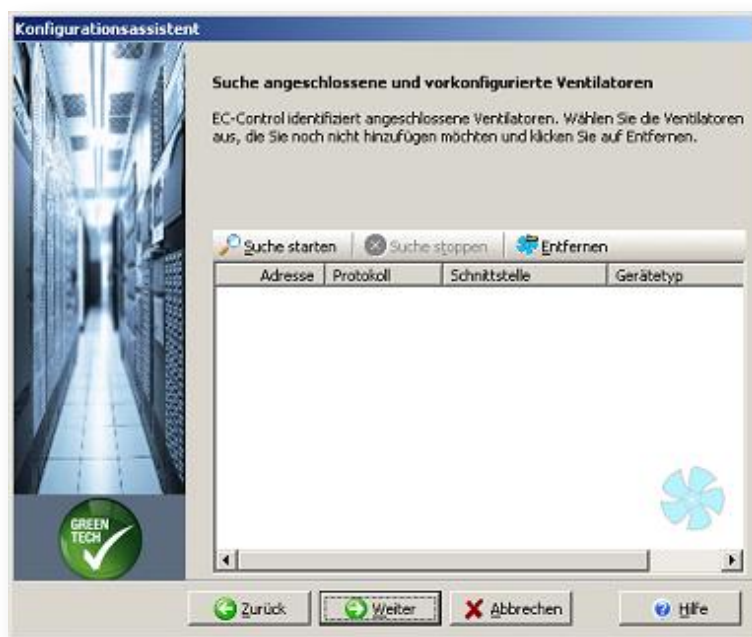 Konfigurationsassistent
Suche angeschlossene und vorkonfigurierte Ventilatoren
EC-Control identifiziert angeschlossene Ventilatoren. Wählen Sie die Ventilatoren
aus, die Sie noch nicht hinzufügen möchten und klicken Sie auf Entfernen.
Suche starten Suche stoppen Entfernen
Adresse Protokoll Schnittstelle Gerätetyp
GREEN
TECH
Zurück Weiter Abbrechen Hilfe